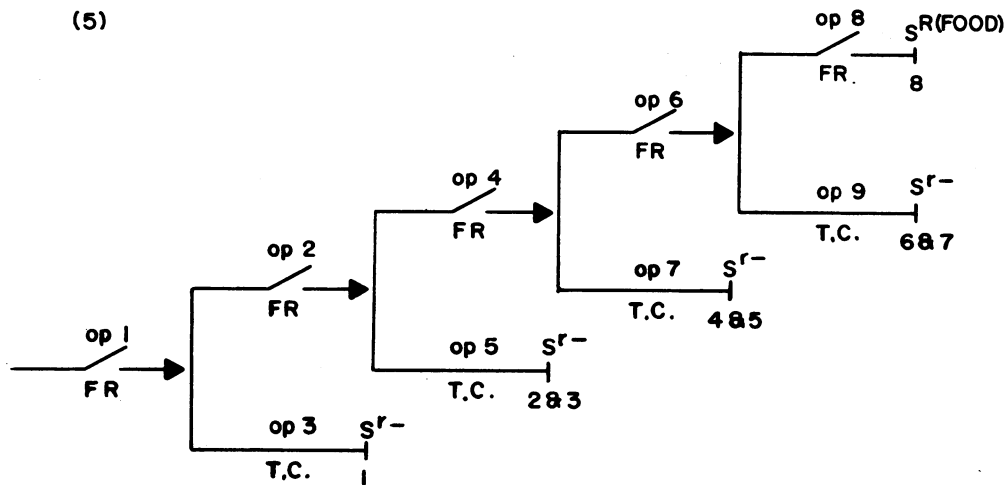 (5)
op 8 S^R(FOOD)
FR. 8
op 6
FR
op 9 S^r-
T.C. 6&7
op 4
FR
op 7 S^r-
T.C. 4&5
op 2
FR
op 5 S^r-
T.C. 2&3
op 1
FR
op 3 S^r-
T.C. 1